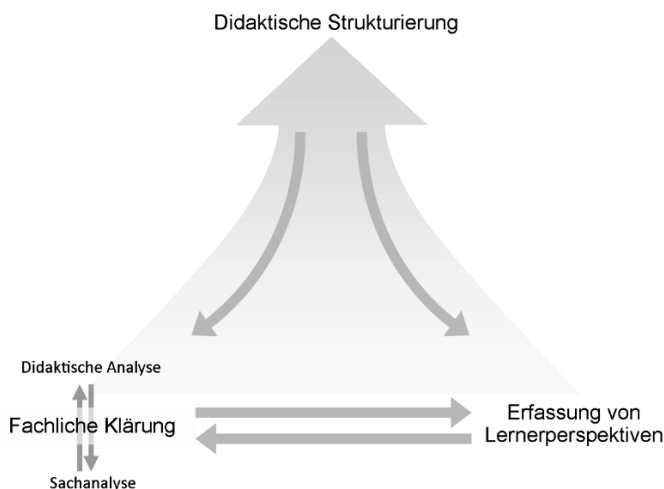 Didaktische Strukturierung
Didaktische Analyse
Fachliche Klärung
Sachanalyse
Erfassung von
Lernerperspektiven